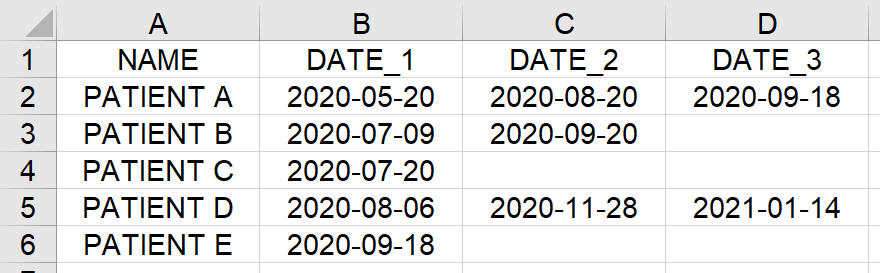 A B C D
1 NAME DATE_1 DATE_2 DATE_3
2 PATIENT A 2020-05-20 2020-08-20 2020-09-18
3 PATIENT B 2020-07-09 2020-09-20
4 PATIENT C 2020-07-20
5 PATIENT D 2020-08-06 2020-11-28 2021-01-14
6 PATIENT E 2020-09-18